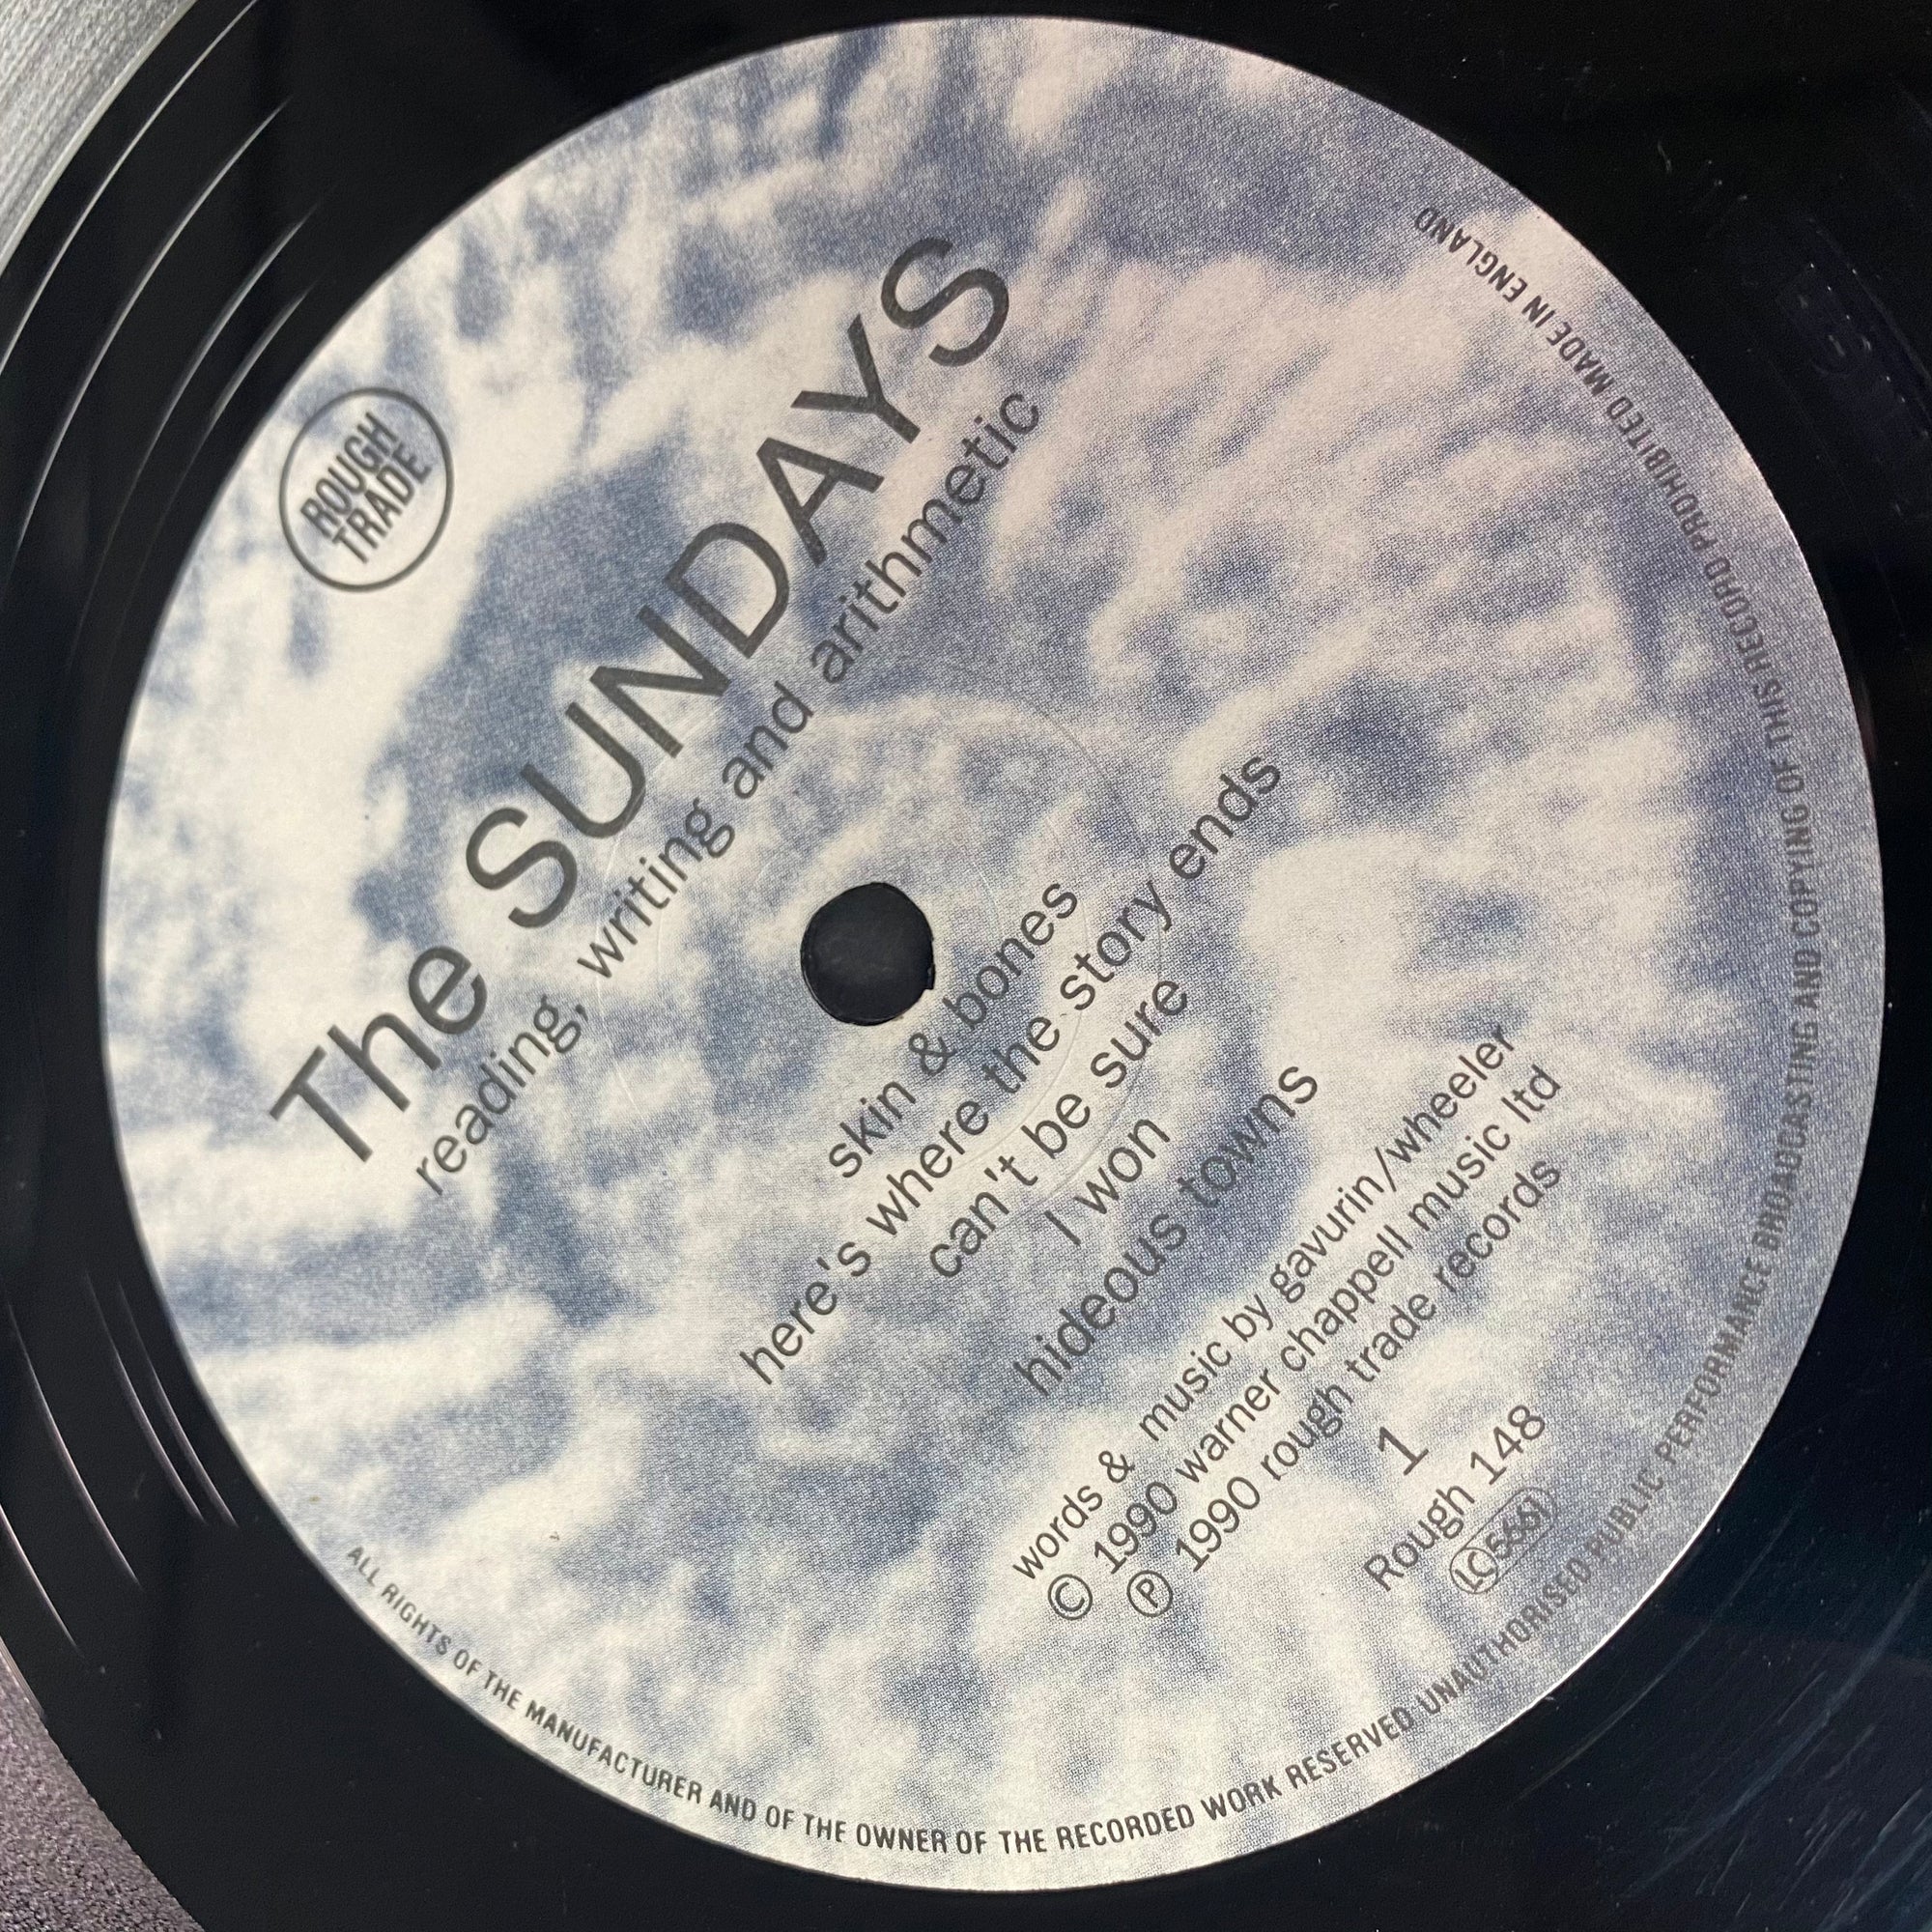 ROUGH
TRADE
The SUNDAYS
reading, writing and arithmetic
skin & bones
here's where the story ends
can't be sure
I won
hideous towns
words & music by gavurin/wheeler
© 1990 warner chappell music ltd
℗ 1990 rough trade records
1
Rough 148
LC 5661
ALL RIGHTS OF THE MANUFACTURER AND OF THE OWNER OF THE RECORDED WORK RESERVED UNAUTHORISED PUBLIC PERFORMANCE BROADCASTING AND COPYING OF THIS RECORD PROHIBITED MADE IN ENGLAND